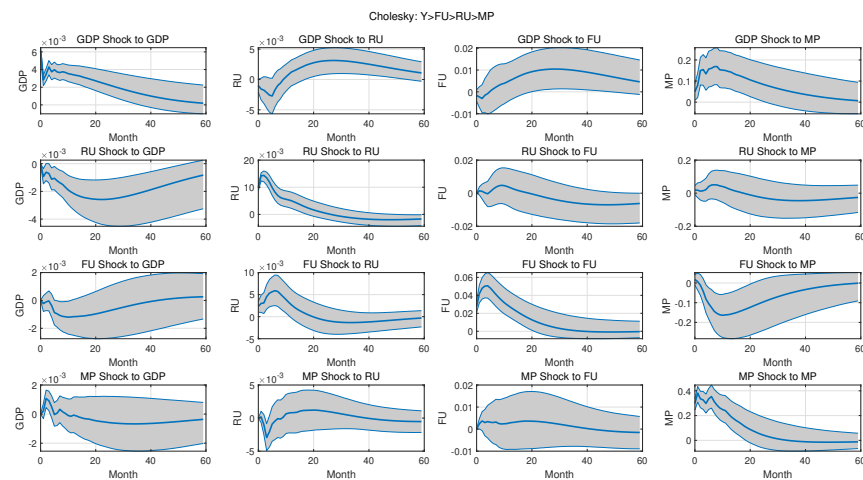 Cholesky: Y>FU>RU>MP
GDP Shock to GDP
GDP Shock to RU
GDP Shock to FU
GDP Shock to MP
×10⁻³
×10⁻³
6
4
2
0
GDP
0 20 40 60
Month
5
0
-5
RU
0 20 40 60
Month
0.02
0.01
0
-0.01
FU
0 20 40 60
Month
0.2
0.1
0
MP
0 20 40 60
Month
RU Shock to GDP
RU Shock to RU
RU Shock to FU
RU Shock to MP
×10⁻³
×10⁻³
0
-2
-4
GDP
0 20 40 60
Month
20
10
0
RU
0 20 40 60
Month
0.02
0
-0.02
FU
0 20 40 60
Month
0.2
0
-0.2
MP
0 20 40 60
Month
FU Shock to GDP
FU Shock to RU
FU Shock to FU
FU Shock to MP
×10⁻³
×10⁻³
2
0
-2
GDP
0 20 40 60
Month
10
5
0
-5
RU
0 20 40 60
Month
0.06
0.04
0.02
0
FU
0 20 40 60
Month
0
-0.1
-0.2
MP
0 20 40 60
Month
MP Shock to GDP
MP Shock to RU
MP Shock to FU
MP Shock to MP
×10⁻³
×10⁻³
2
0
-2
GDP
0 20 40 60
Month
5
0
-5
RU
0 20 40 60
Month
0.02
0.01
0
-0.01
FU
0 20 40 60
Month
0.4
0.2
0
MP
0 20 40 60
Month